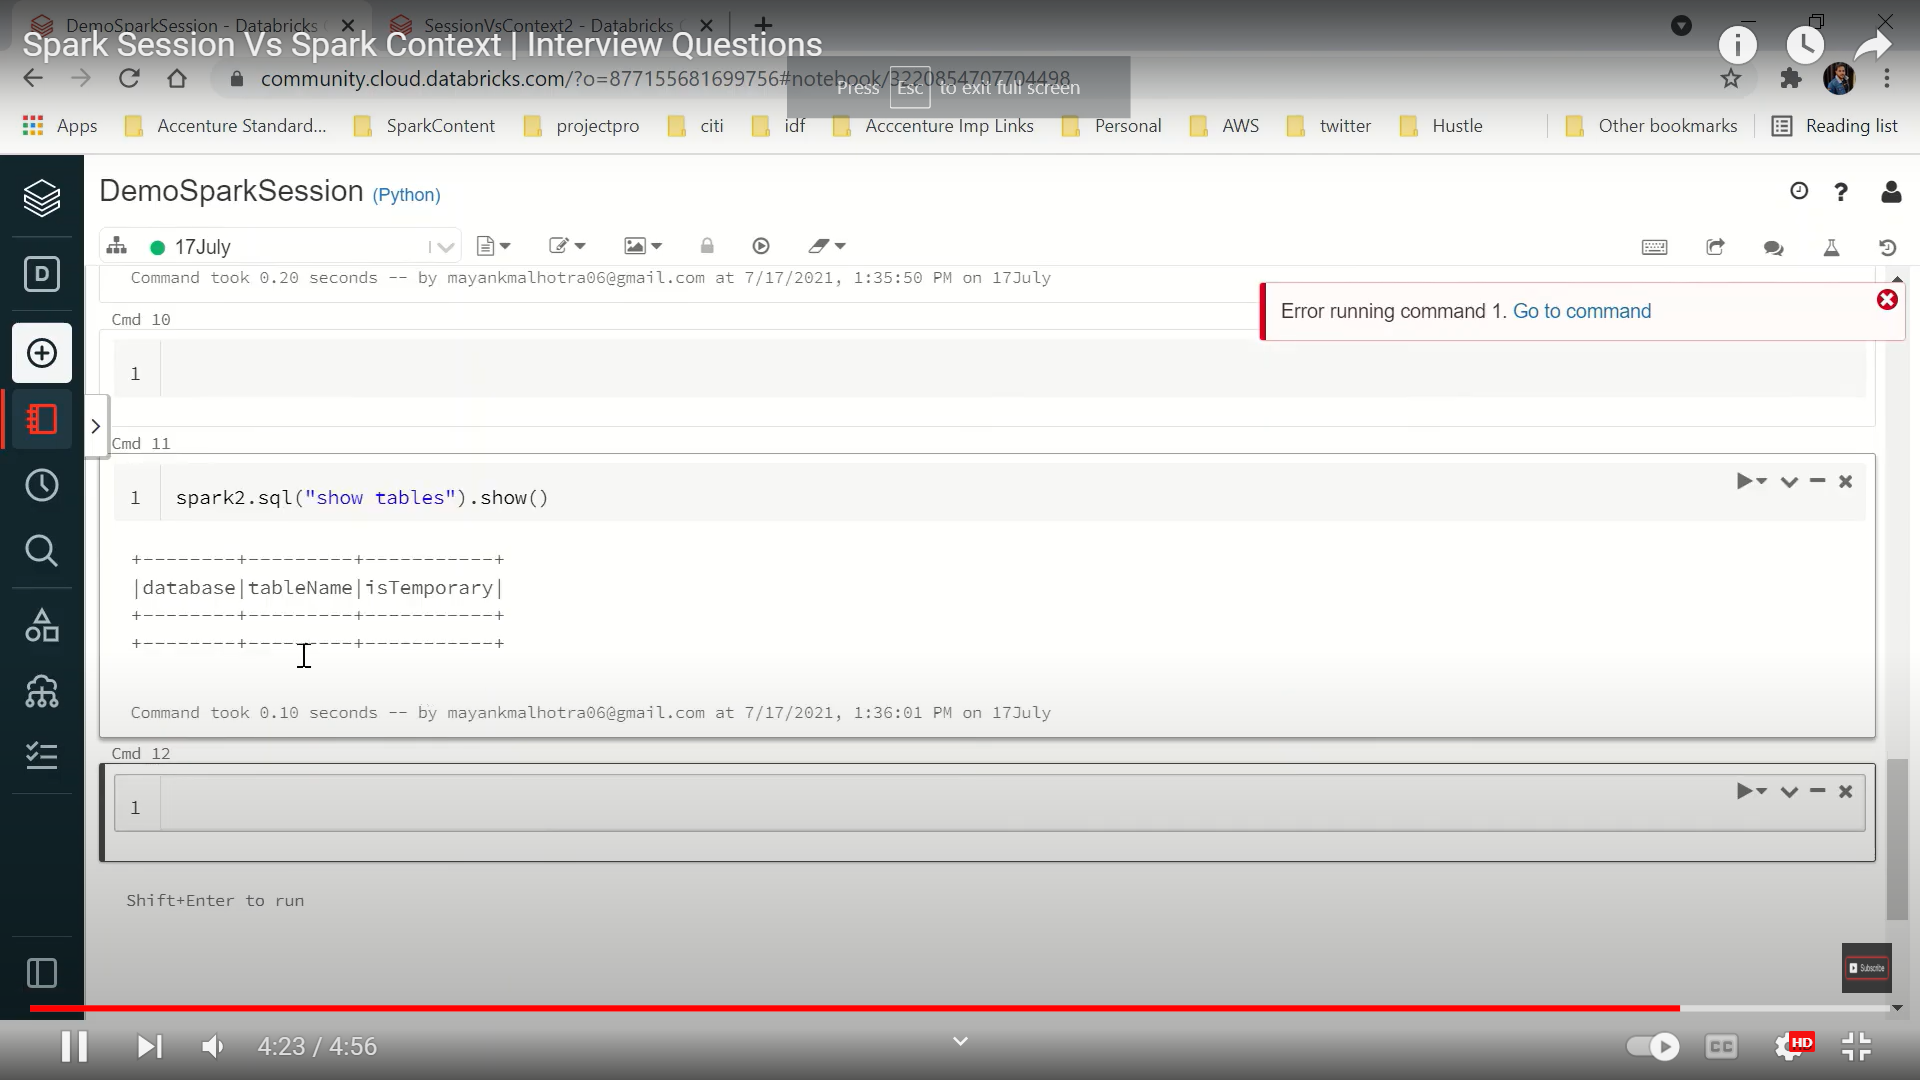 DemoSparkSession - Databricks
SessionVsContext2 - Databricks
Spark Session Vs Spark Context | Interview Questions
community.cloud.databricks.com/?o=877155681699756#notebook/3220854707704498
Press Esc to exit full screen
Apps Accenture Standard... SparkContent projectpro citi idf Acccenture Imp Links Personal AWS twitter Hustle Other bookmarks Reading list
DemoSparkSession (Python)
17July
Command took 0.20 seconds -- by mayankmalhotra06@gmail.com at 7/17/2021, 1:35:50 PM on 17July
Error running command 1. Go to command
Cmd 10
1
Cmd 11
1 spark2.sql("show tables").show()
+--------+---------+-----------+
|database|tableName|isTemporary|
+--------+---------+-----------+
+--------+---------+-----------+
Command took 0.10 seconds -- by mayankmalhotra06@gmail.com at 7/17/2021, 1:36:01 PM on 17July
Cmd 12
1
Shift+Enter to run
Subscribe
4:23 / 4:56
CC
HD
D